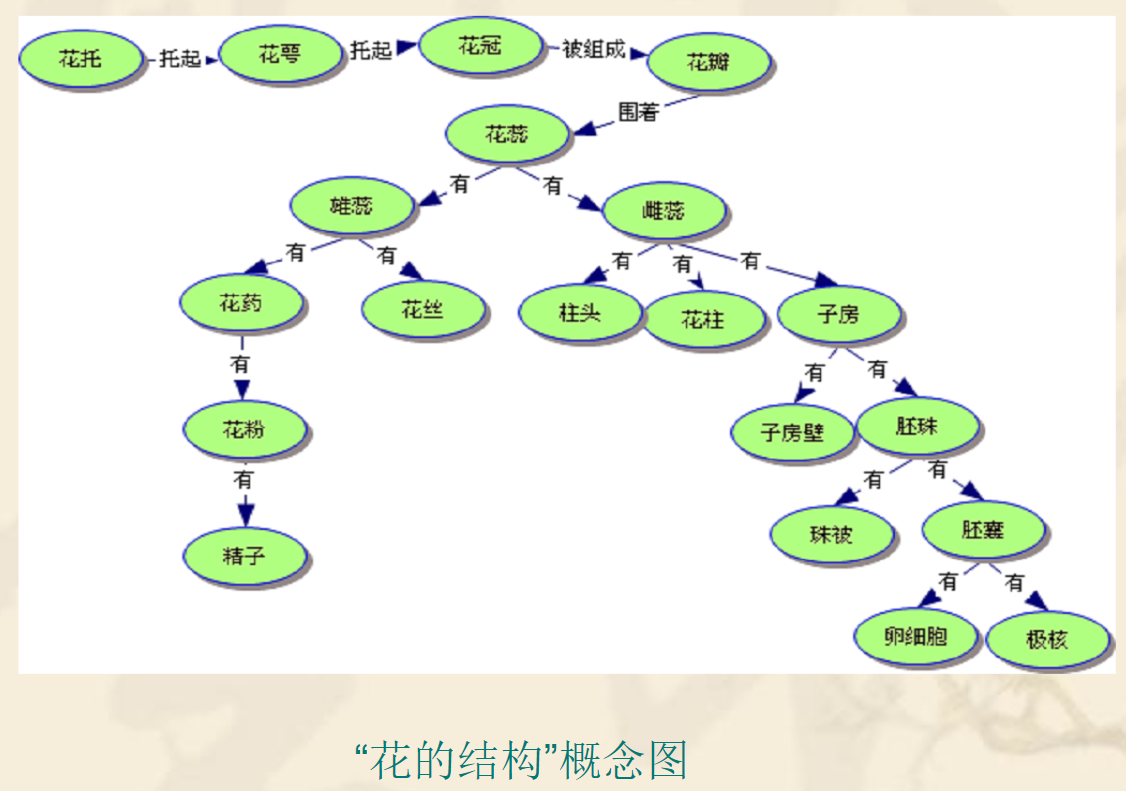 花托 托起 花萼 托起 花冠 被组成 花瓣
围着
花蕊
有 有
雄蕊 雌蕊
有 有 有 有 有
花药 花丝 柱头 花柱 子房
有 有 有
花粉 子房壁 胚珠
有 有 有
精子 珠被 胚囊
有 有
卵细胞 极核
“花的结构”概念图